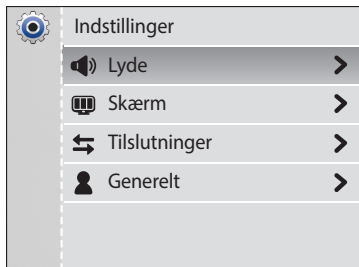 Indstillinger
Lyde
Skærm
Tilslutninger
Generelt